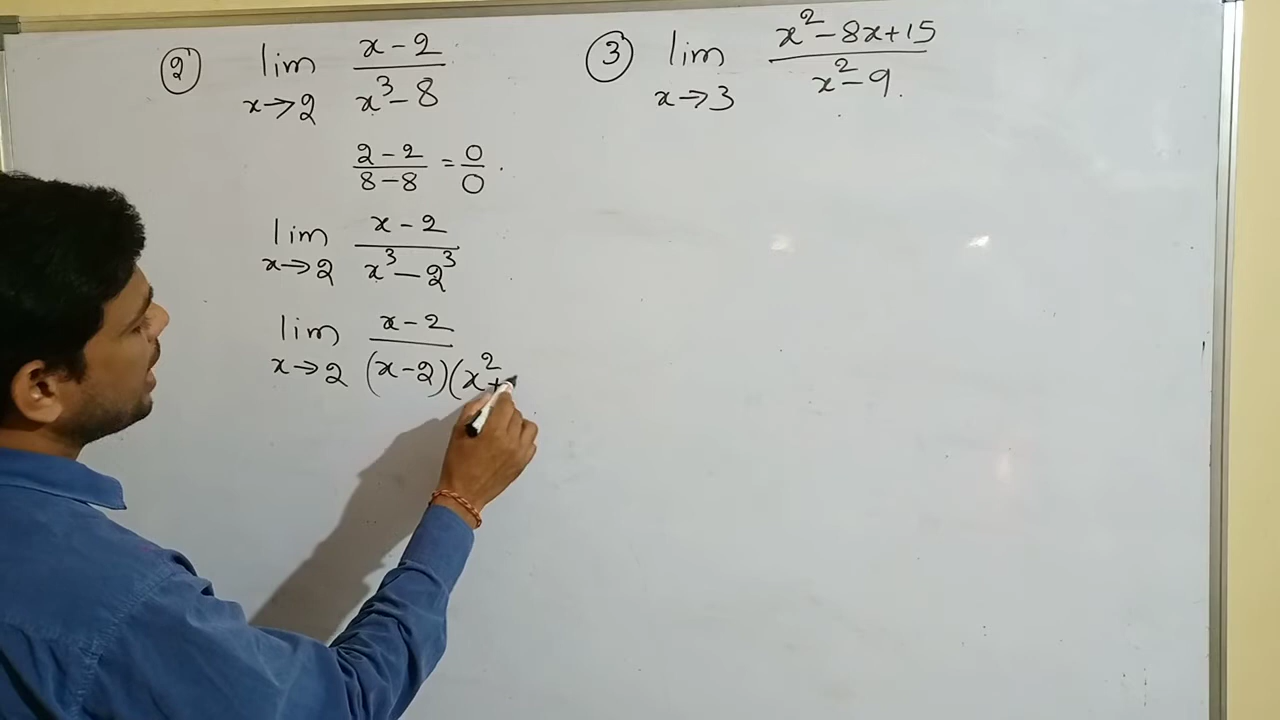 ② lim x→2 (x-2)/(x³-8)
(2-2)/(8-8) = 0/0 .
lim x→2 (x-2)/(x³-2³)
lim x→2 (x-2)/((x-2)(x²+
③ lim x→3 (x²-8x+15)/(x²-9) .